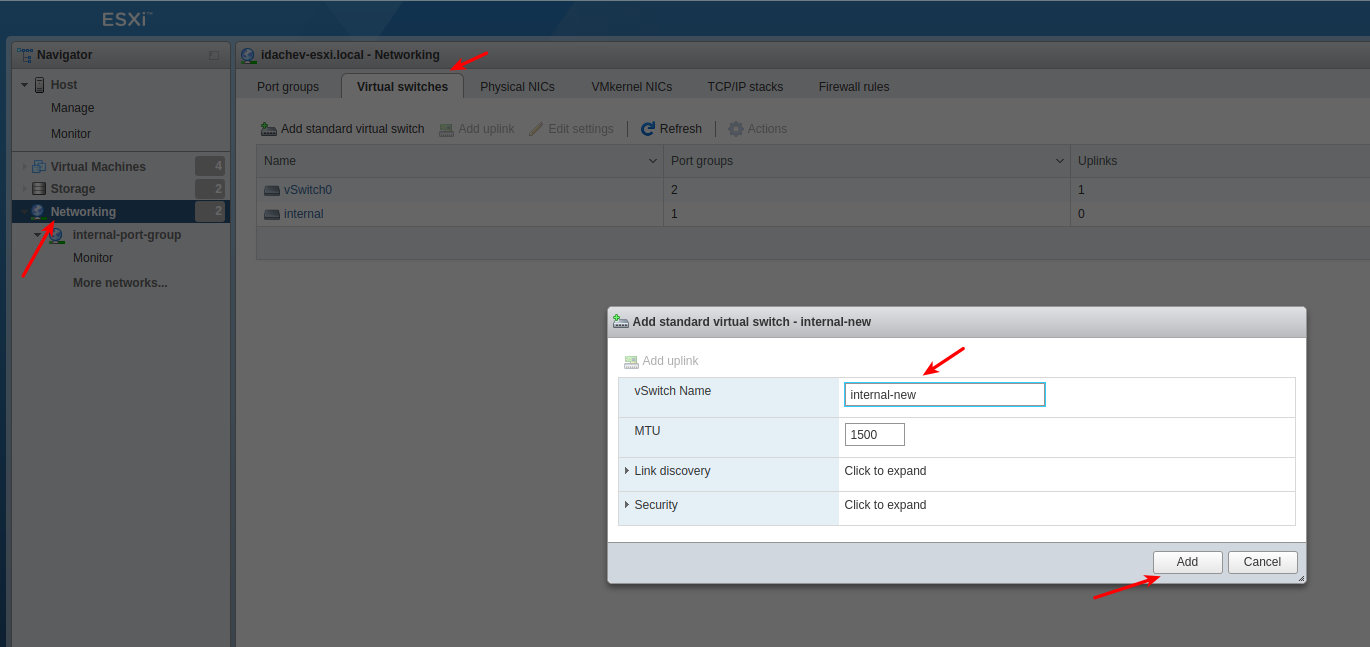 ESXi™
Navigator
Host
Manage
Monitor
Virtual Machines 4
Storage 2
Networking 2
internal-port-group
Monitor
More networks...
idachev-esxi.local - Networking
Port groups Virtual switches Physical NICs VMkernel NICs TCP/IP stacks Firewall rules
Add standard virtual switch Add uplink Edit settings Refresh Actions
Name Port groups Uplinks
vSwitch0 2 1
internal 1 0
Add standard virtual switch - internal-new
Add uplink
vSwitch Name internal-new
MTU 1500
Link discovery Click to expand
Security Click to expand
Add Cancel